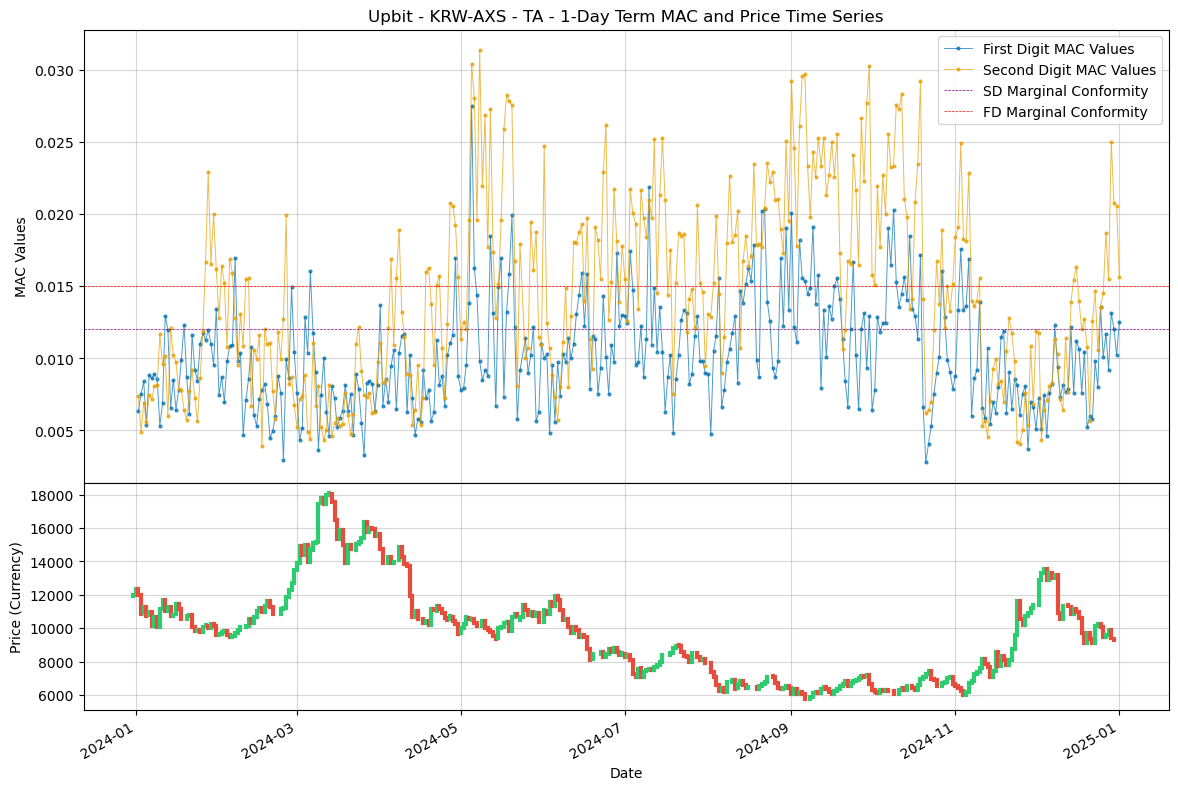 Upbit - KRW-AXS - TA - 1-Day Term MAC and Price Time Series
First Digit MAC Values
Second Digit MAC Values
SD Marginal Conformity
FD Marginal Conformity
MAC Values
0.030
0.025
0.020
0.015
0.010
0.005
Price (Currency)
18000
16000
14000
12000
10000
8000
6000
2024-01
2024-03
2024-05
2024-07
2024-09
2024-11
2025-01
Date